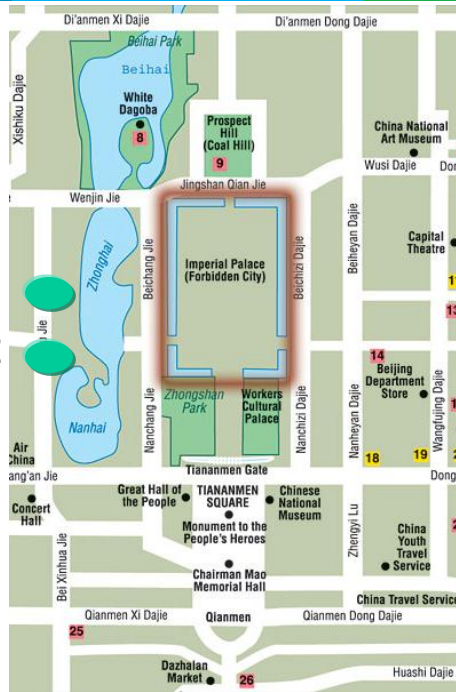 Di'anmen Xi Dajie
Di'anmen Dong Dajie
Beihai Park
Beihai
Xishiku Dajie
White
Dagoba
8
Prospect
Hill
(Coal Hill)
9
China National
Art Museum
Wusi Dajie
Jingshan Qian Jie
Wenjin Jie
Zhonghai
Beichang Jie
Imperial Palace
(Forbidden City)
Beichizi Dajie
Beiheyan Dajie
Capital
Theatre
Jie
14
Beijing
Department
Store
Zhongshan
Park
Workers
Cultural
Palace
Nanhai
Nanchang Jie
Nanchizi Dajie
Nanheyan Dajie
Wangfujing Dajie
18
19
Air
China
Tiananmen Gate
ang'an Jie
Dong
Great Hall of
the People
TIANANMEN
SQUARE
Chinese
National
Museum
Monument to the
People's Heroes
Concert
Hall
Zhengyi Lu
China
Youth
Travel
Service
Bei Xinhua Jie
Chairman Mao
Memorial Hall
China Travel Service
Qianmen Xi Dajie
Qianmen
Qianmen Dong Dajie
25
Dazhalan
Market
26
Huashi Dajie